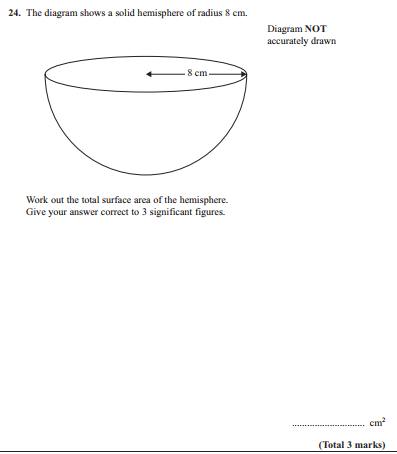 24. The diagram shows a solid hemisphere of radius 8 cm.
Diagram NOT
accurately drawn
8 cm
Work out the total surface area of the hemisphere.
Give your answer correct to 3 significant figures.
.............................. cm²
(Total 3 marks)